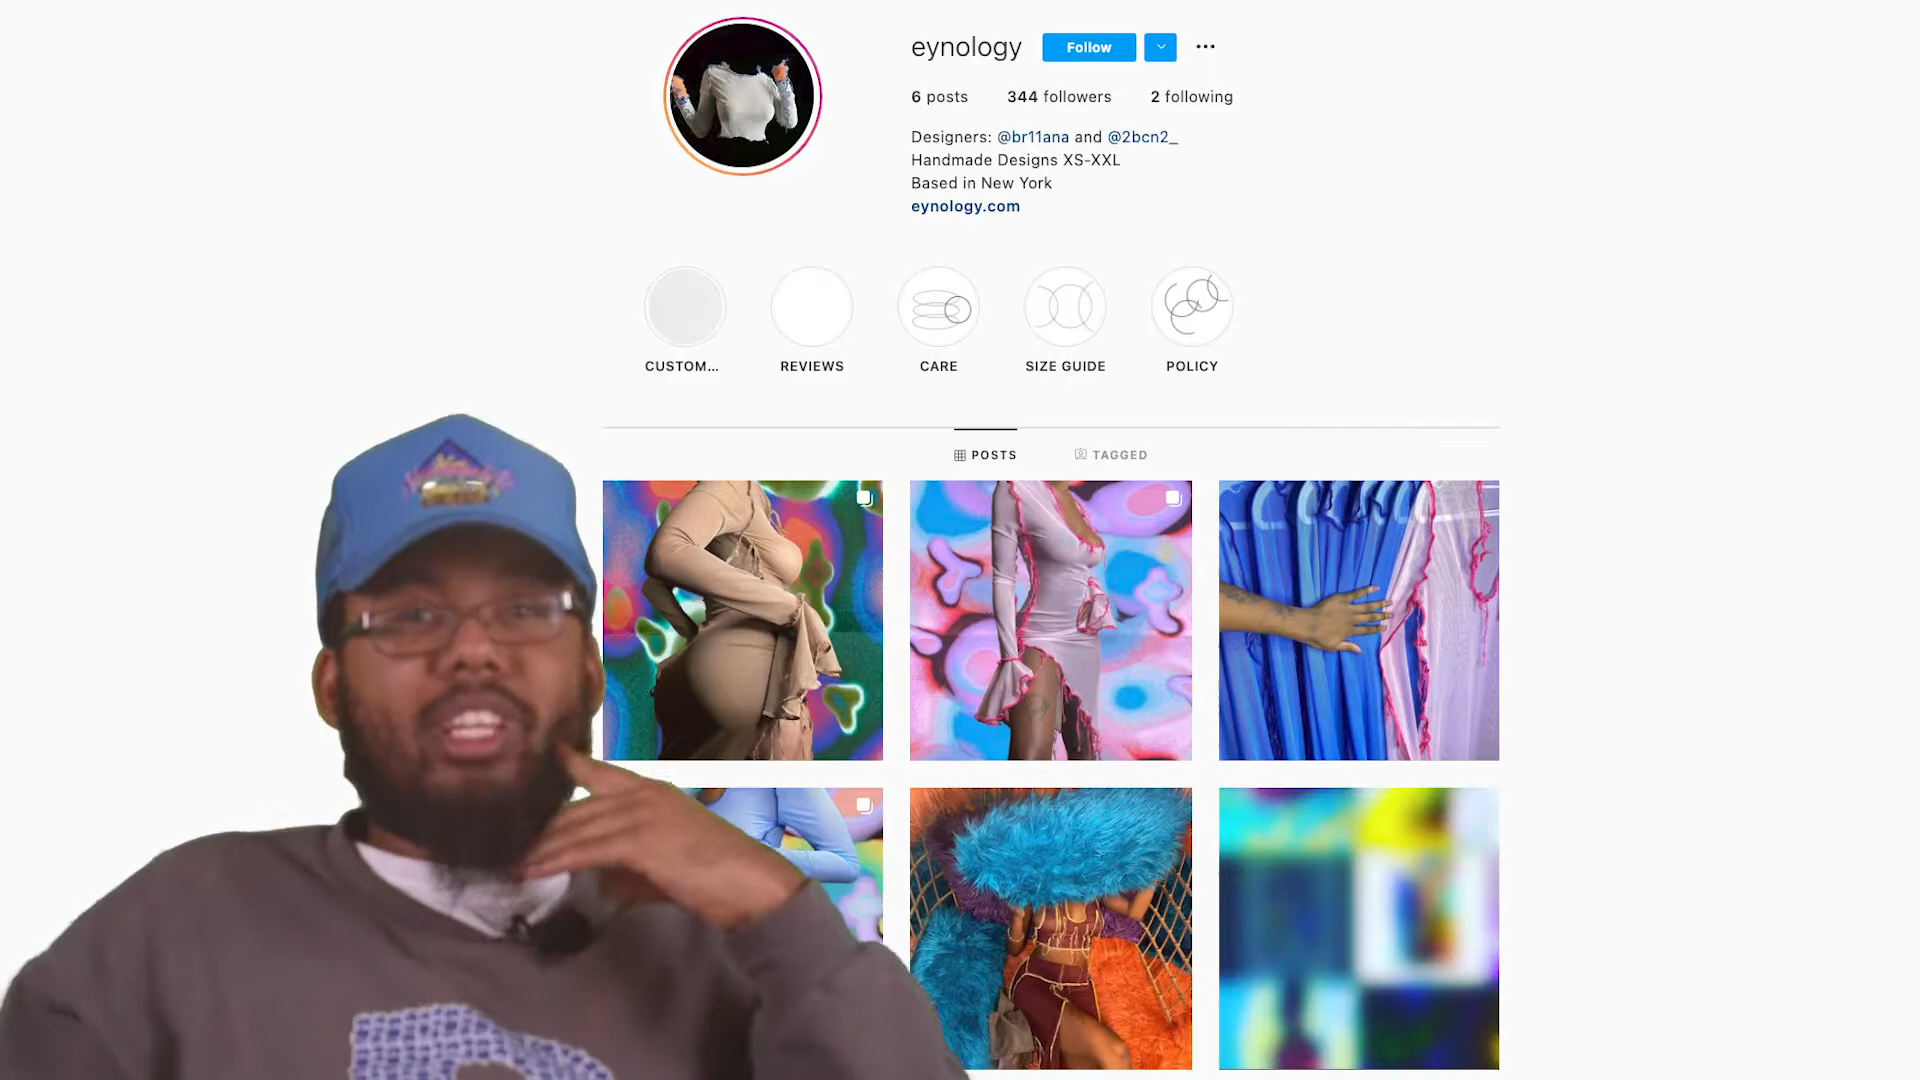 eynology Follow
6 posts 344 followers 2 following
Designers: @br11ana and @2bcn2_
Handmade Designs XS-XXL
Based in New York
eynology.com
CUSTOM... REVIEWS CARE SIZE GUIDE POLICY
POSTS TAGGED